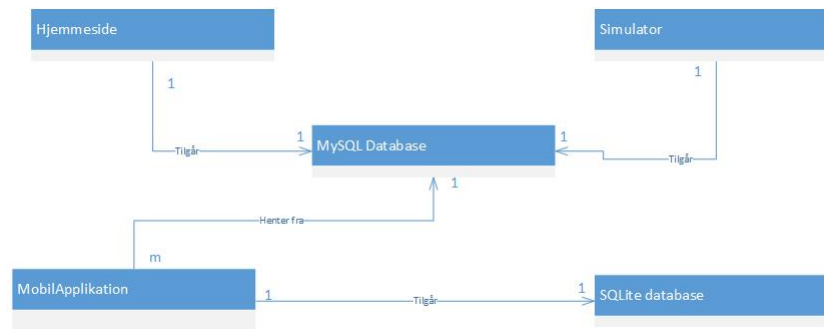 Hjemmeside
Simulator
1
1
1
1
MySQL Database
Tilgår
Tilgår
1
Henter fra
m
MobilApplikation
1
1
SQLite database
Tilgår